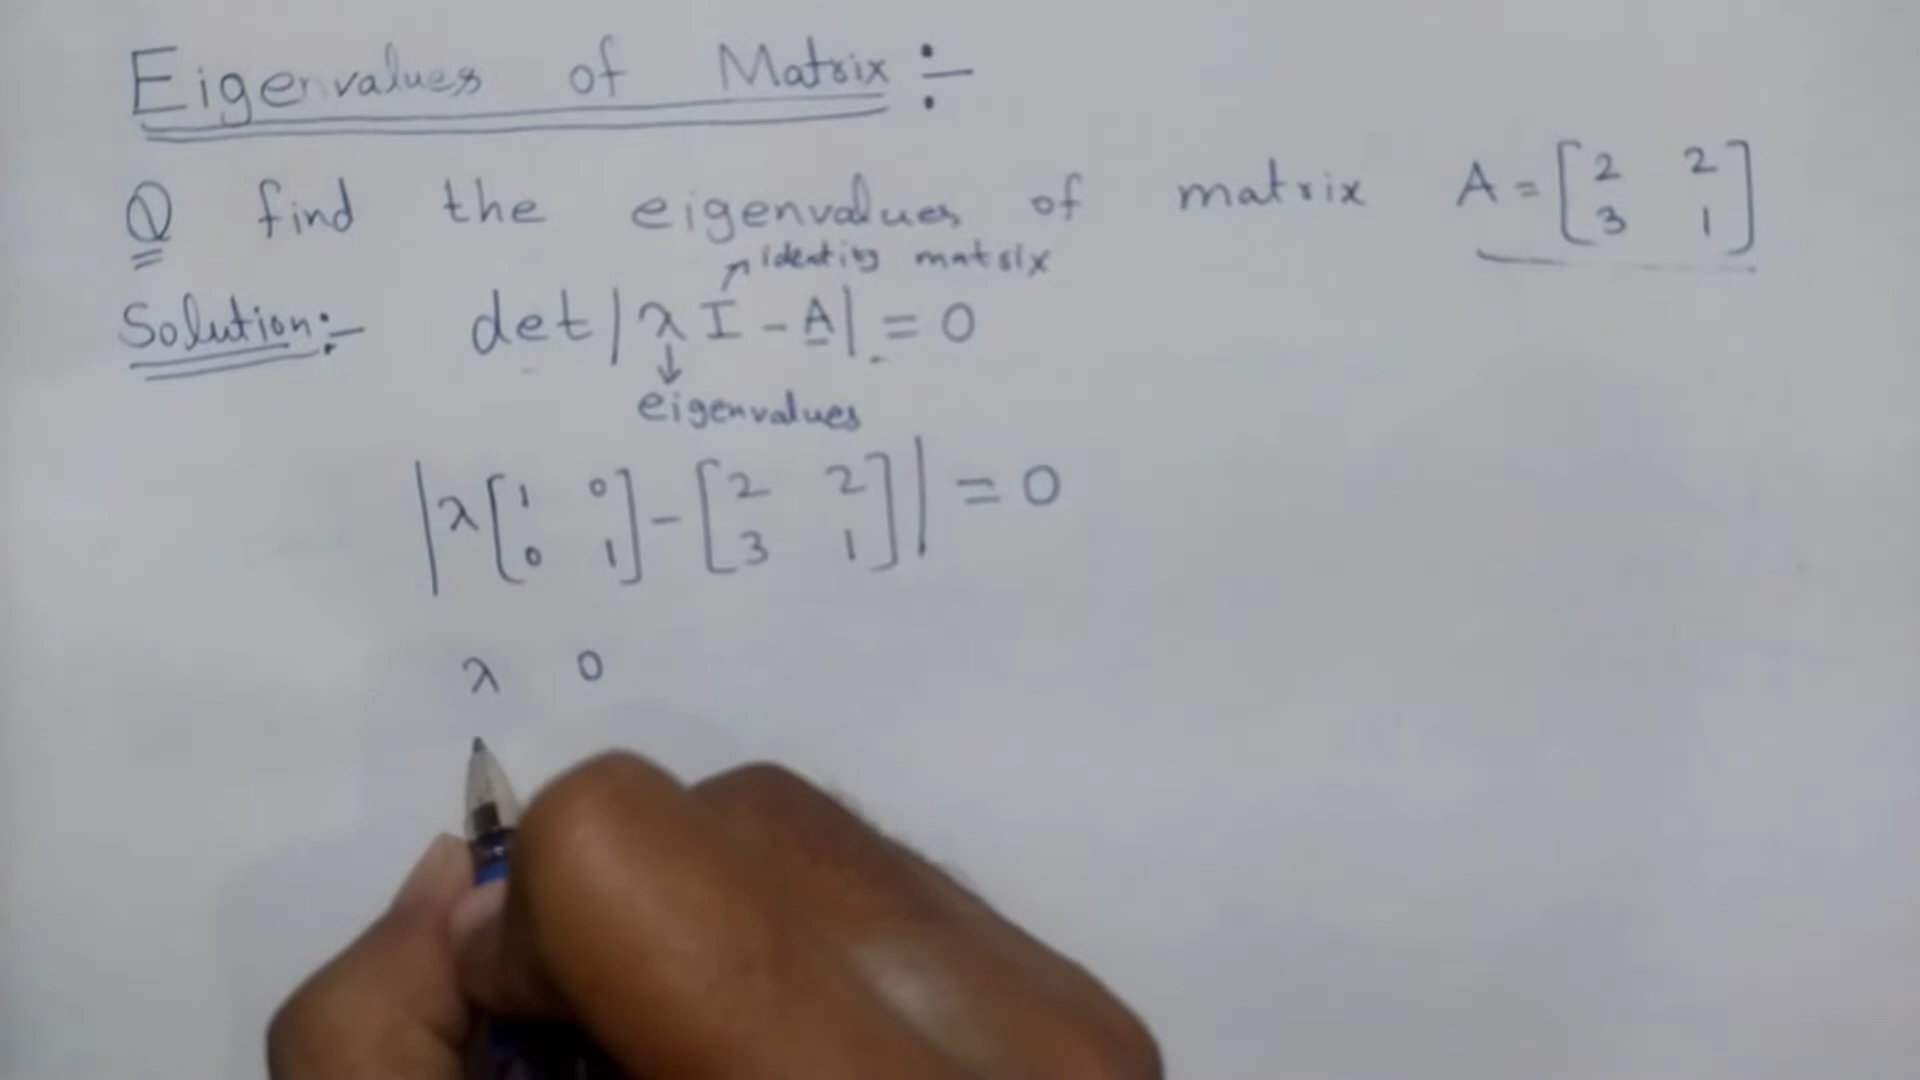 Eigenvalues of Matrix :-
Q find the eigenvalues of matrix A = [2 2
3 1]
identity matrix
Solution:- det|λI - A| = 0
eigenvalues
|λ[1 0
0 1] - [2 2
3 1]| = 0
λ 0